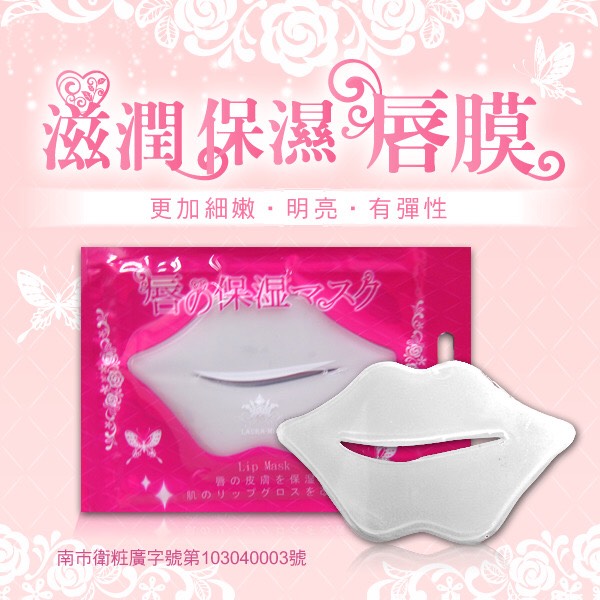 滋潤保濕唇膜
更加細嫩・明亮・有彈性
唇の保湿マスク
Lip Mask
唇の皮膚を保湿
肌のリップグロスを
南市衛粧廣字號第103040003號